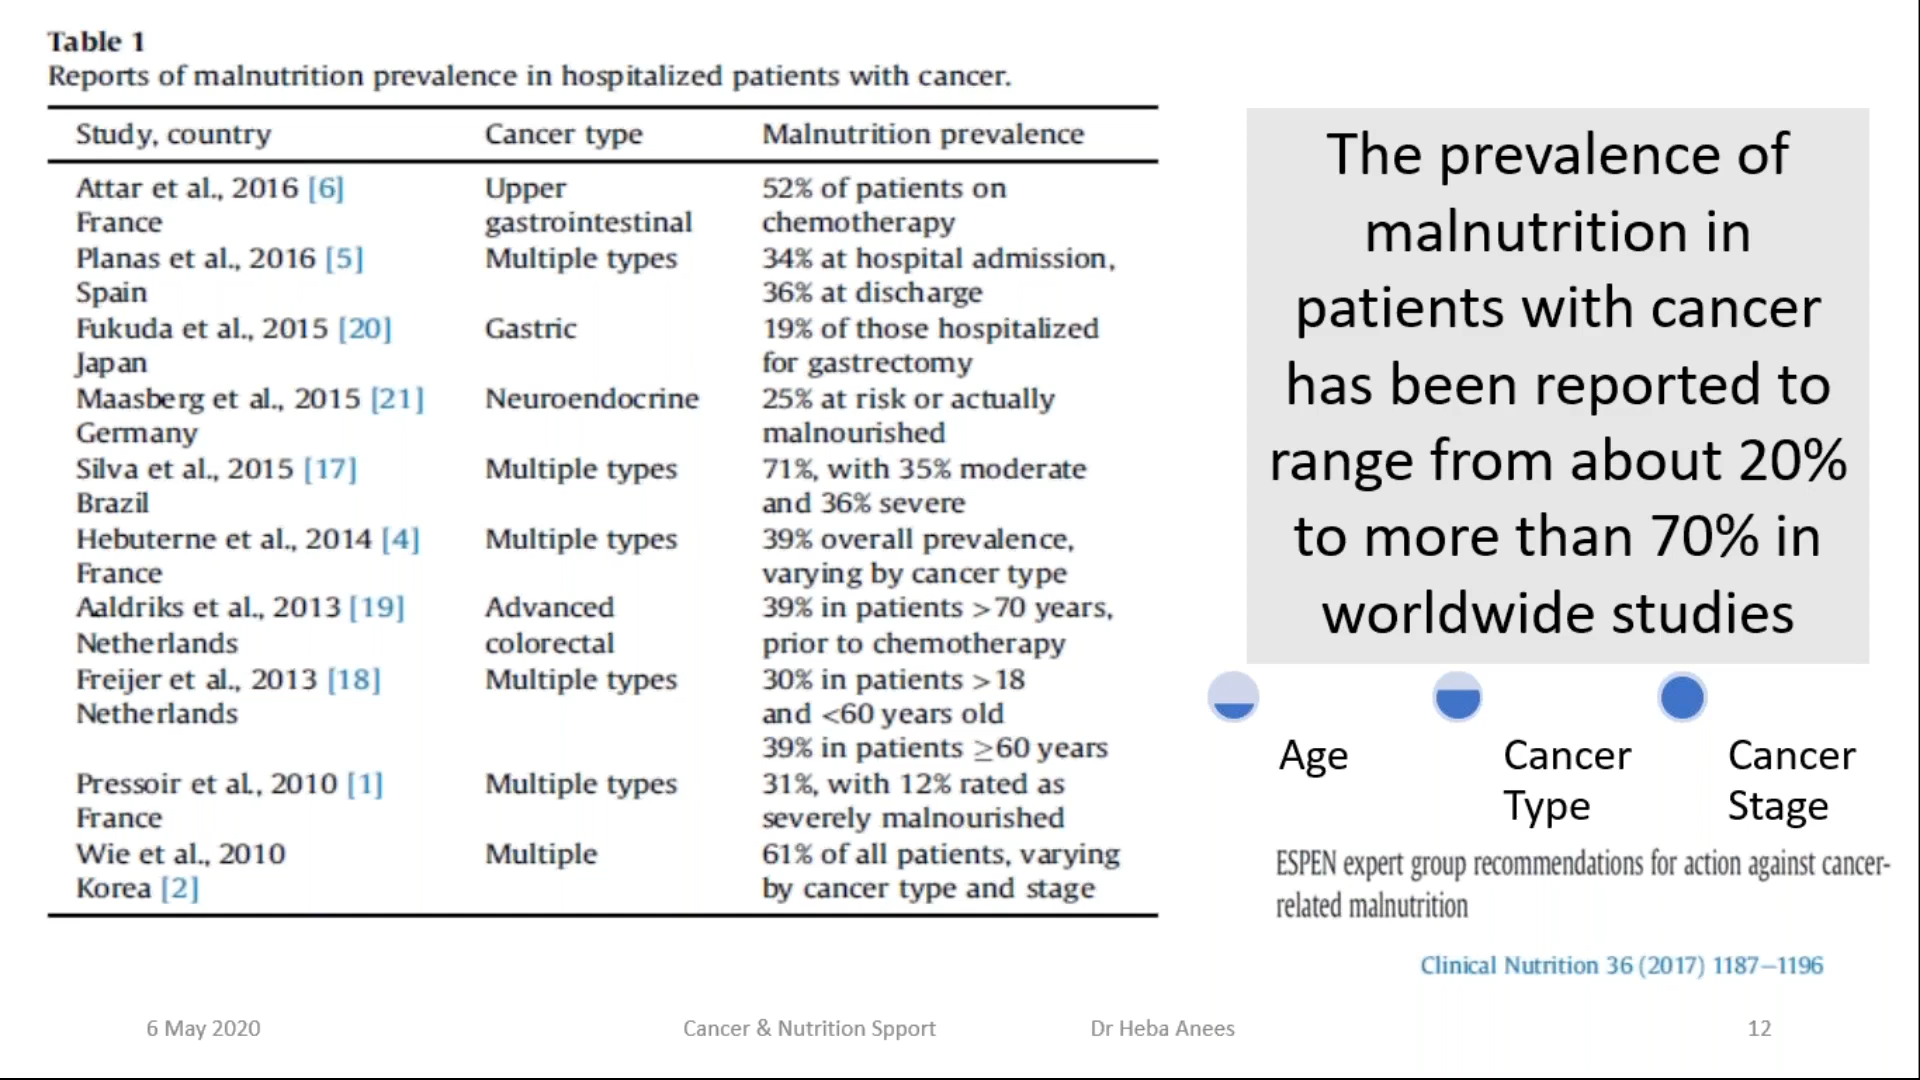 Table 1
Reports of malnutrition prevalence in hospitalized patients with cancer.
Study, country Cancer type Malnutrition prevalence
Attar et al., 2016 [6] Upper 52% of patients on
France gastrointestinal chemotherapy
Planas et al., 2016 [5] Multiple types 34% at hospital admission,
Spain 36% at discharge
Fukuda et al., 2015 [20] Gastric 19% of those hospitalized
Japan for gastrectomy
Maasberg et al., 2015 [21] Neuroendocrine 25% at risk or actually
Germany malnourished
Silva et al., 2015 [17] Multiple types 71%, with 35% moderate
Brazil and 36% severe
Hebuterne et al., 2014 [4] Multiple types 39% overall prevalence,
France varying by cancer type
Aaldriks et al., 2013 [19] Advanced 39% in patients >70 years,
Netherlands colorectal prior to chemotherapy
Freijer et al., 2013 [18] Multiple types 30% in patients >18
Netherlands and <60 years old
39% in patients ≥60 years
Pressoir et al., 2010 [1] Multiple types 31%, with 12% rated as
France severely malnourished
Wie et al., 2010 Multiple 61% of all patients, varying
Korea [2] by cancer type and stage
The prevalence of
malnutrition in
patients with cancer
has been reported to
range from about 20%
to more than 70% in
worldwide studies
Age
Cancer
Type
Cancer
Stage
ESPEN expert group recommendations for action against cancer-
related malnutrition
Clinical Nutrition 36 (2017) 1187–1196
6 May 2020 Cancer & Nutrition Spport Dr Heba Anees 12